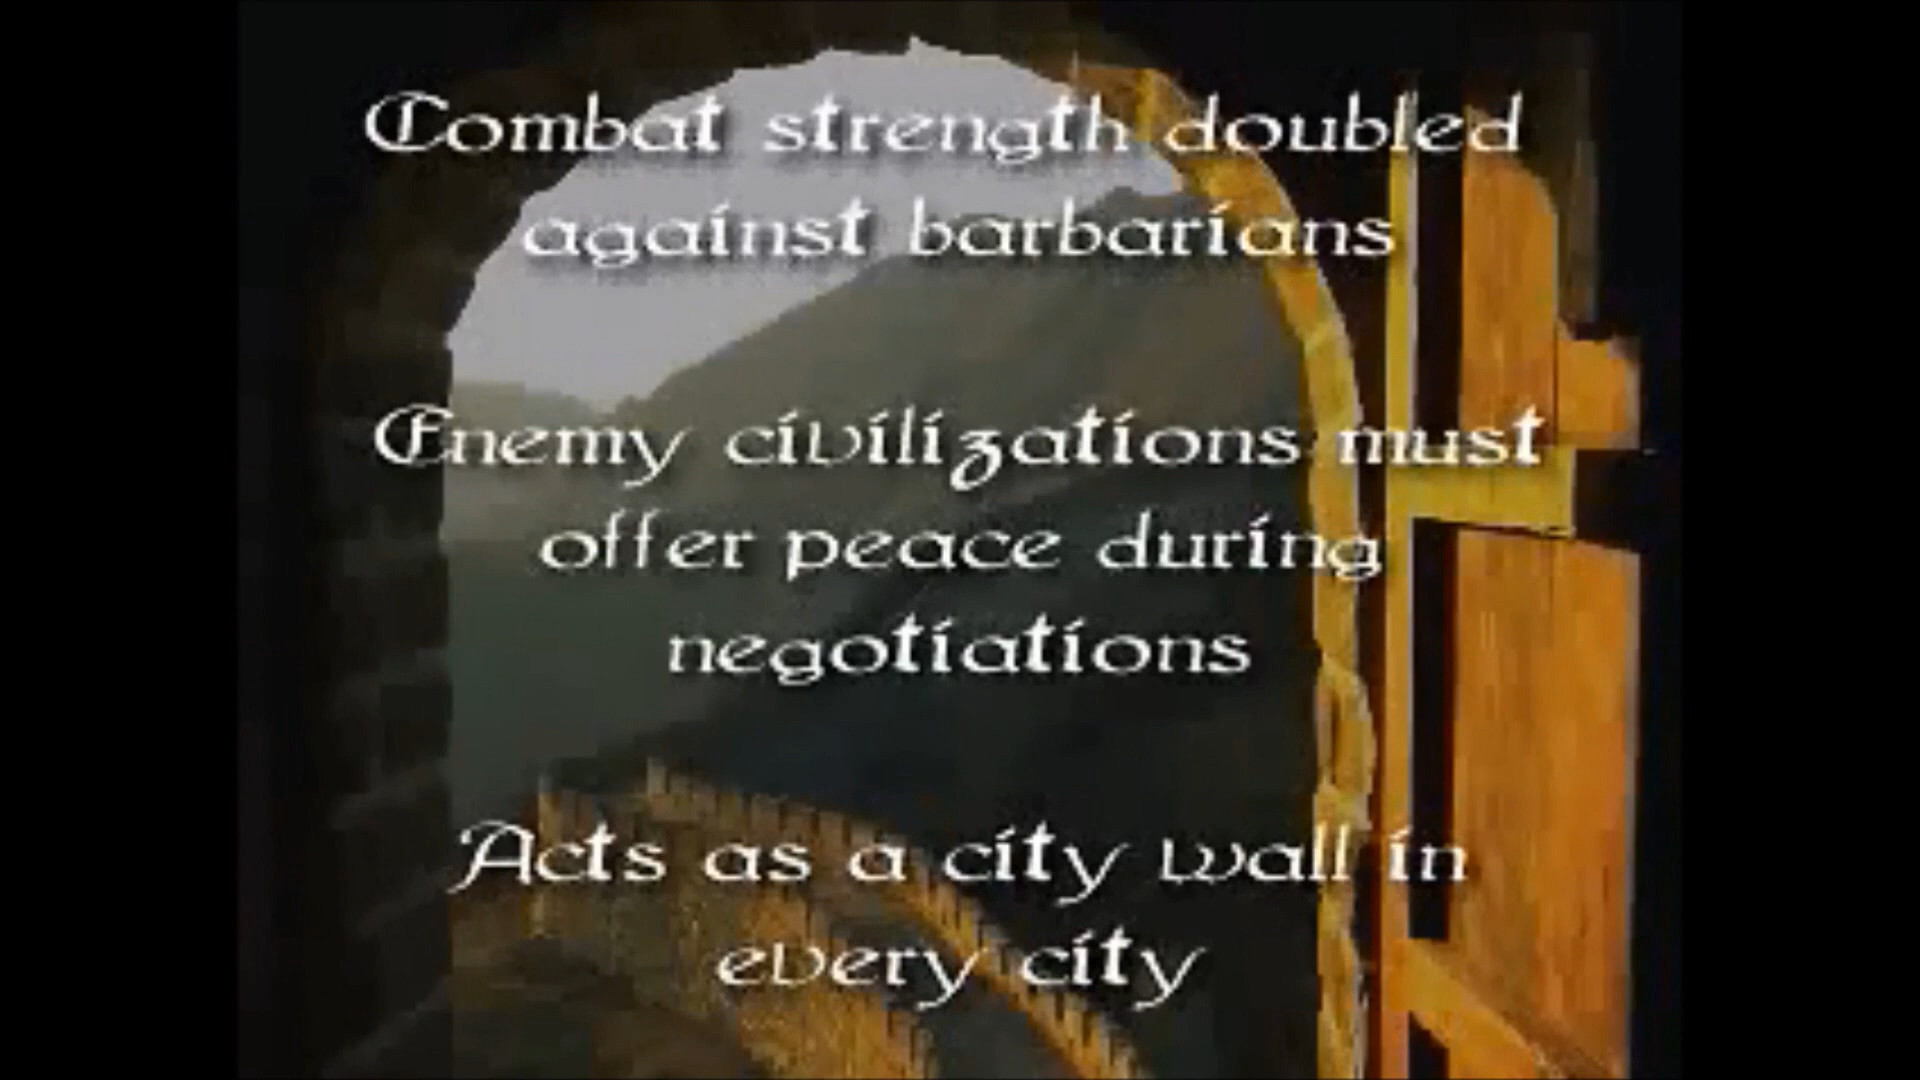 Combat strength doubled
against barbarians
Enemy civilizations must
offer peace during
negotiations
Acts as a city wall in
every city